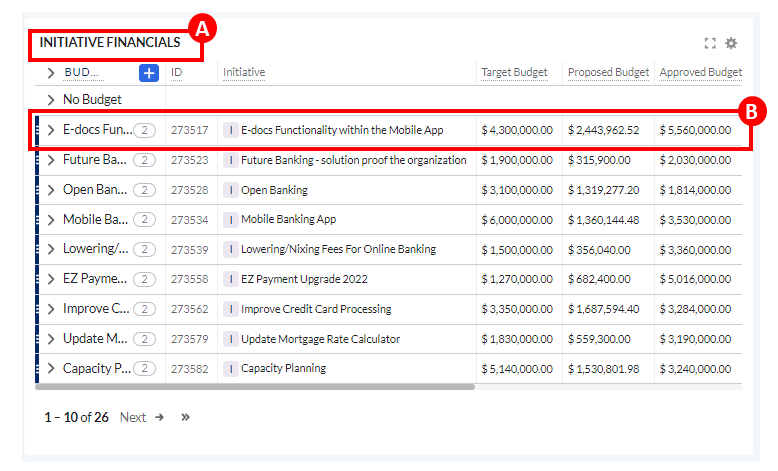 A
INITIATIVE FINANCIALS
BUD... + ID Initiative Target Budget Proposed Budget Approved Budget
No Budget
B
E-docs Fun... 2 273517 I E-docs Functionality within the Mobile App $ 4,300,000.00 $ 2,443,962.52 $ 5,560,000.00
Future Ba... 2 273523 I Future Banking - solution proof the organization $ 1,900,000.00 $ 315,900.00 $ 2,030,000.00
Open Ban... 2 273528 I Open Banking $ 3,100,000.00 $ 1,319,277.20 $ 1,814,000.00
Mobile Ba... 2 273534 I Mobile Banking App $ 6,000,000.00 $ 1,360,144.48 $ 3,530,000.00
Lowering/... 2 273539 I Lowering/Nixing Fees For Online Banking $ 1,500,000.00 $ 356,040.00 $ 3,360,000.00
EZ Payme... 2 273558 I EZ Payment Upgrade 2022 $ 1,270,000.00 $ 682,400.00 $ 5,016,000.00
Improve C... 2 273562 I Improve Credit Card Processing $ 3,350,000.00 $ 1,687,594.40 $ 3,284,000.00
Update M... 2 273579 I Update Mortgage Rate Calculator $ 1,830,000.00 $ 559,300.00 $ 3,190,000.00
Capacity P... 2 273582 I Capacity Planning $ 5,140,000.00 $ 1,530,801.98 $ 3,240,000.00
1 – 10 of 26 Next → »